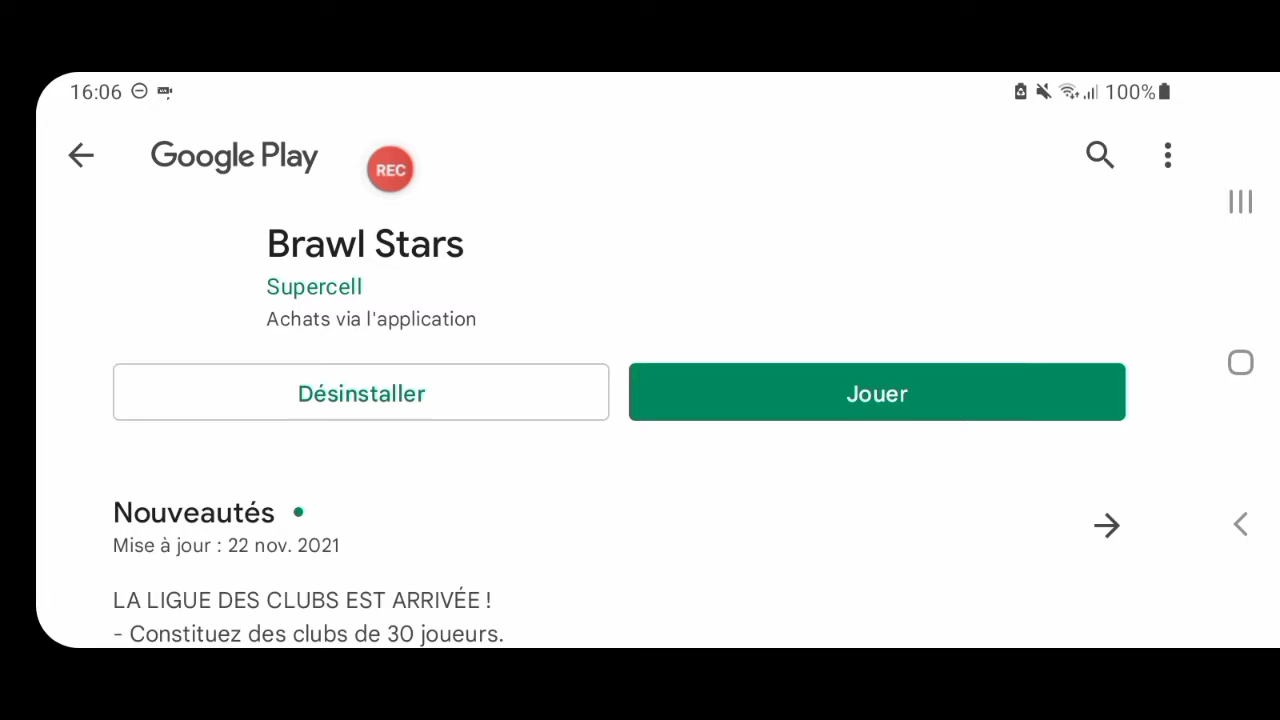 16:06 100%
Google Play REC
Brawl Stars
Supercell
Achats via l'application
Désinstaller Jouer
Nouveautés
Mise à jour : 22 nov. 2021
LA LIGUE DES CLUBS EST ARRIVÉE !
- Constituez des clubs de 30 joueurs.